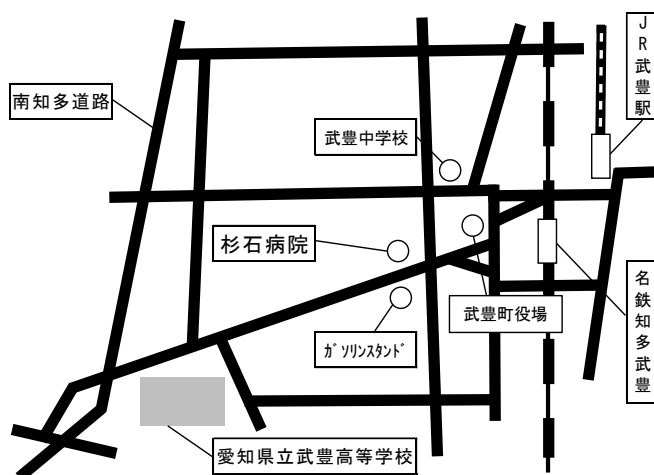 JR武豊駅
南知多道路
武豊中学校
杉石病院
武豊町役場
名鉄知多武豊
ｶﾞｿﾘﾝｽﾀﾝﾄﾞ
愛知県立武豊高等学校